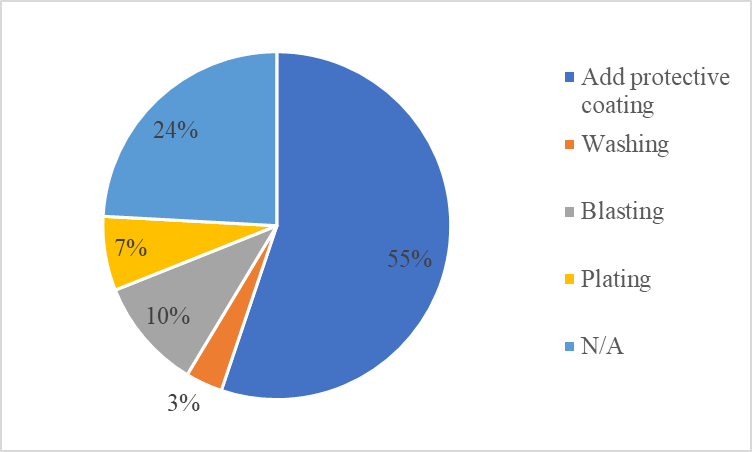 24%
7%
10%
3%
55%
Add protective
coating
Washing
Blasting
Plating
N/A